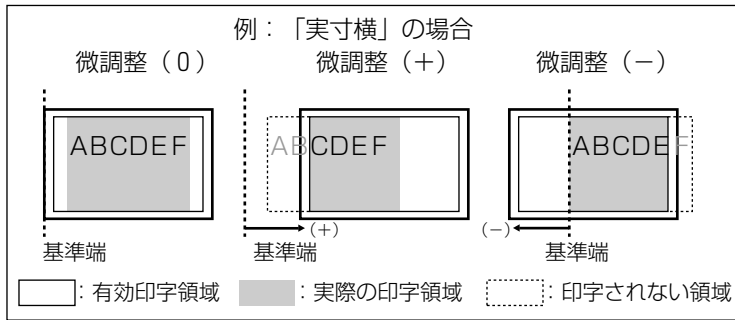 例：「実寸横」の場合
微調整（0） 微調整（＋） 微調整（－）
ABCDEF ABCDEF ABCDEF
（＋） （－）
基準端 基準端 基準端
：有効印字領域 ：実際の印字領域 ：印字されない領域